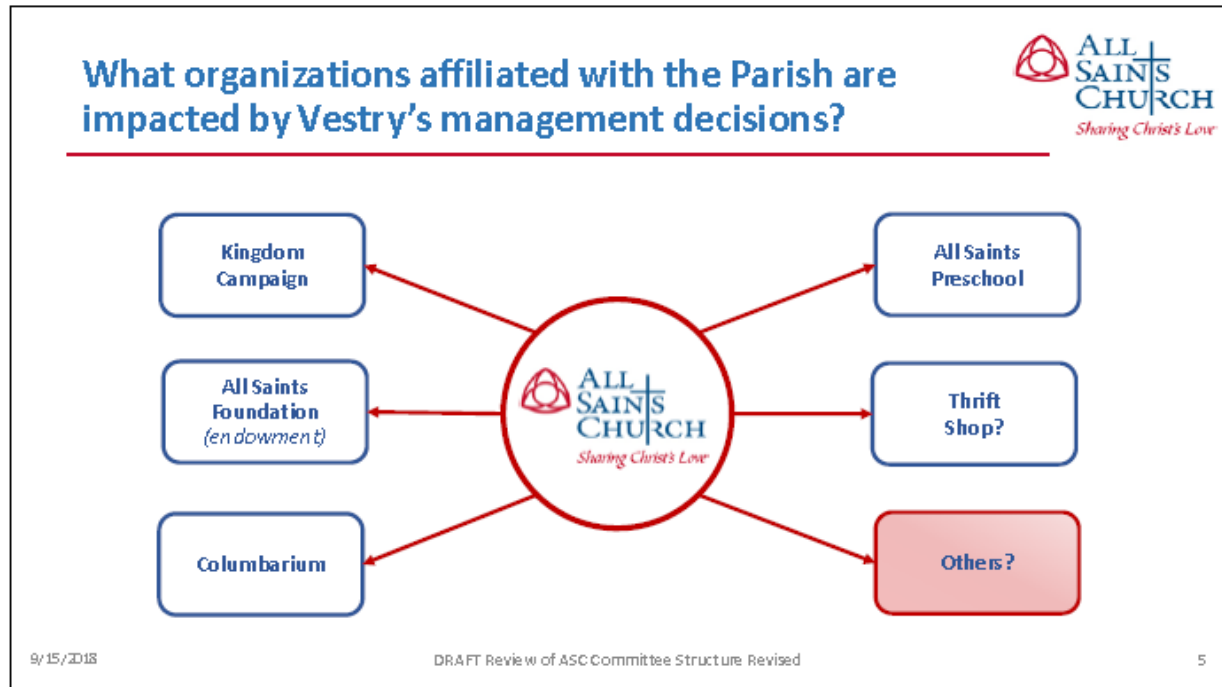 What organizations affiliated with the Parish are
impacted by Vestry's management decisions?
ALL
SAINTS
CHURCH
Sharing Christ's Love
Kingdom
Campaign
All Saints
Foundation
(endowment)
Columbarium
ALL
SAINTS
CHURCH
Sharing Christ's Love
All Saints
Preschool
Thrift
Shop?
Others?
9/15/2018
DRAFT Review of ASC Committee Structure Revised
5